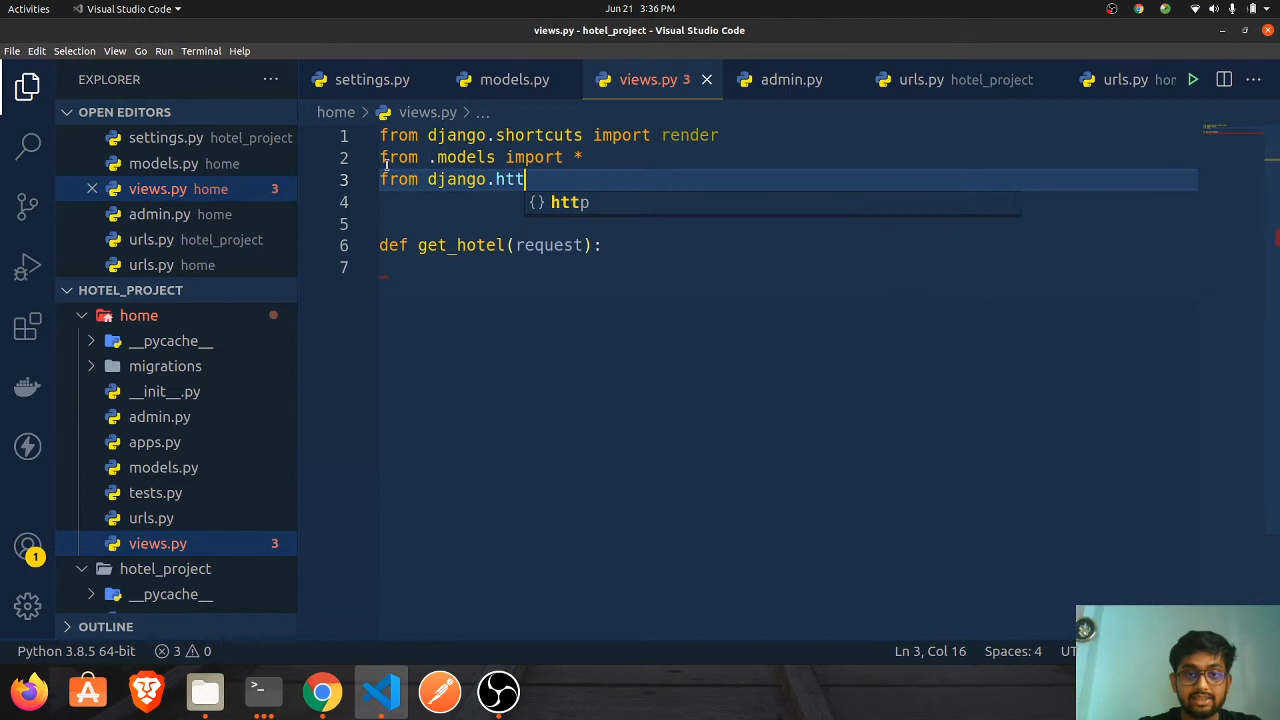 Activities
Visual Studio Code
Jun 21 3:36 PM
views.py - hotel_project - Visual Studio Code
File Edit Selection View Go Run Terminal Help
EXPLORER
OPEN EDITORS
settings.py hotel_project
models.py home
views.py home 3
admin.py home
urls.py hotel_project
urls.py home
HOTEL_PROJECT
home
__pycache__
migrations
__init__.py
admin.py
apps.py
models.py
tests.py
urls.py
views.py 3
hotel_project
__pycache__
OUTLINE
settings.py models.py views.py 3 admin.py urls.py hotel_project urls.py hor
home > views.py > ...
1 from django.shortcuts import render
2 from .models import *
3 from django.htt
{} http
4
5
6 def get_hotel(request):
7
1
Python 3.8.5 64-bit 3 0 Ln 3, Col 16 Spaces: 4 UT